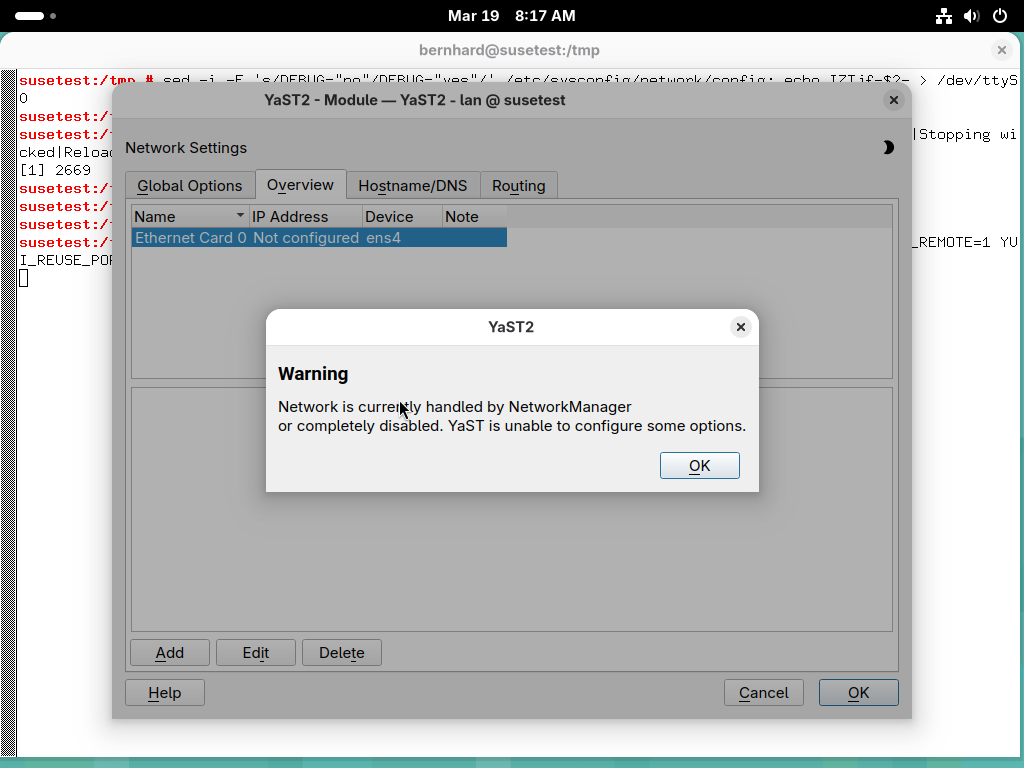 Mar 19 8:17 AM
bernhard@susetest:/tmp
susetest:/tmp # sed -i -E 's/DEBUG="no"/DEBUG="yes"/' /etc/sysconfig/network/config; echo IZIif-$?- > /dev/ttyS
0
YaST2 - Module — YaST2 - lan @ susetest
susetest:/
susetest:/ |Stopping wi
cked|Reload
[1] 2669
susetest:/
susetest:/
susetest:/
susetest:/ _REMOTE=1 YU
I_REUSE_POR
Network Settings
Global Options Overview Hostname/DNS Routing
Name IP Address Device Note
Ethernet Card 0 Not configured ens4
YaST2
Warning
Network is currently handled by NetworkManager
or completely disabled. YaST is unable to configure some options.
OK
Add Edit Delete
Help Cancel OK